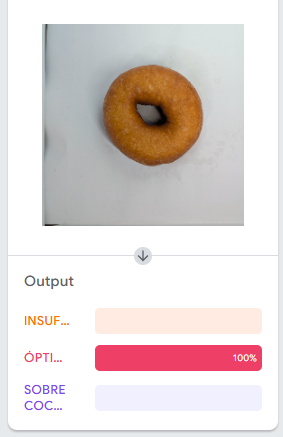 Output
INSUF...
ÓPTI...
100%
SOBRE
COC...